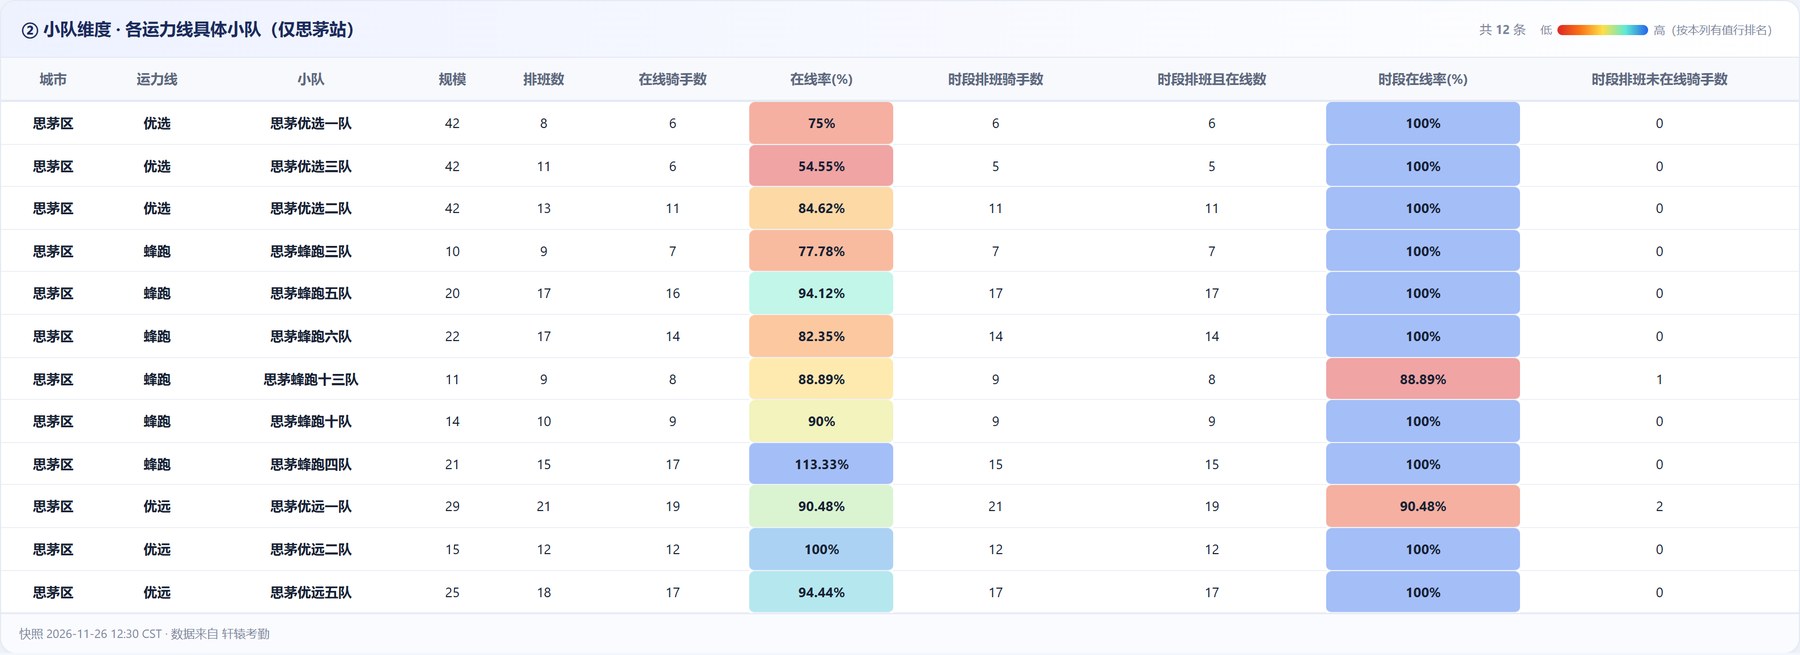 ② 小队维度 · 各运力线具体小队（仅思茅站）
共 12 条 低 高 (按本列有值行排名)
城市 运力线 小队 规模 排班数 在线骑手数 在线率(%) 时段排班骑手数 时段排班且在线数 时段在线率(%) 时段排班未在线骑手数
思茅区 优选 思茅优选一队 42 8 6 75% 6 6 100% 0
思茅区 优选 思茅优选三队 42 11 6 54.55% 5 5 100% 0
思茅区 优选 思茅优选二队 42 13 11 84.62% 11 11 100% 0
思茅区 蜂跑 思茅蜂跑三队 10 9 7 77.78% 7 7 100% 0
思茅区 蜂跑 思茅蜂跑五队 20 17 16 94.12% 17 17 100% 0
思茅区 蜂跑 思茅蜂跑六队 22 17 14 82.35% 14 14 100% 0
思茅区 蜂跑 思茅蜂跑十三队 11 9 8 88.89% 9 8 88.89% 1
思茅区 蜂跑 思茅蜂跑十队 14 10 9 90% 9 9 100% 0
思茅区 蜂跑 思茅蜂跑四队 21 15 17 113.33% 15 15 100% 0
思茅区 优远 思茅优远一队 29 21 19 90.48% 21 19 90.48% 2
思茅区 优远 思茅优远二队 15 12 12 100% 12 12 100% 0
思茅区 优远 思茅优远五队 25 18 17 94.44% 17 17 100% 0
快照 2026-11-26 12:30 CST · 数据来自 轩辕考勤